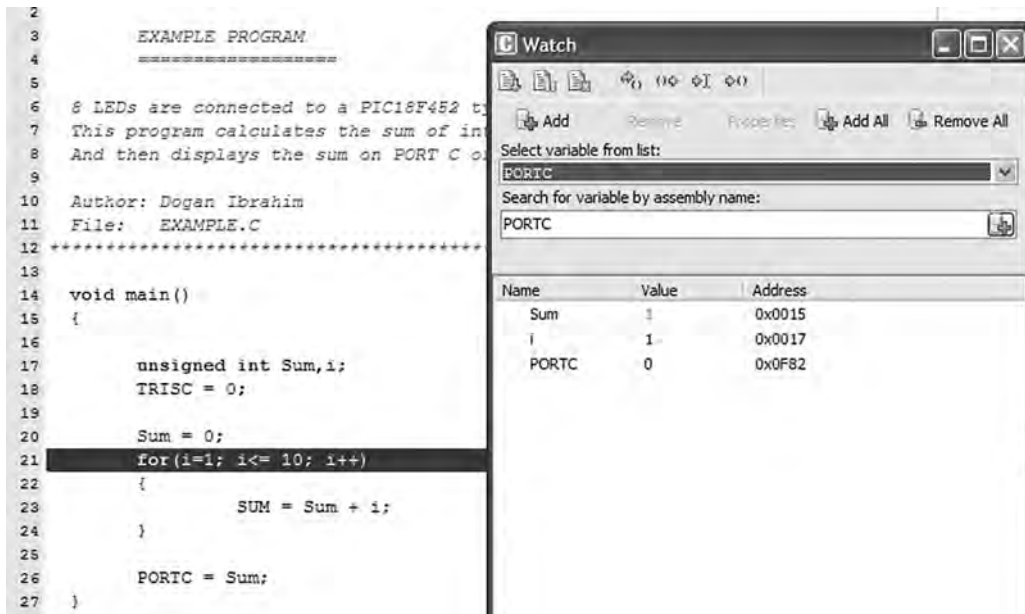 2
3 EXAMPLE PROGRAM
4 ==================
5
6 8 LEDs are connected to a PIC18F452 ty
7 This program calculates the sum of int
8 And then displays the sum on PORT C o
9
10 Author: Dogan Ibrahim
11 File: EXAMPLE.C
12 ****************************************
13
14 void main()
15 {
16
17 unsigned int Sum,i;
18 TRISC = 0;
19
20 Sum = 0;
21 for(i=1; i<= 10; i++)
22 {
23 SUM = Sum + i;
24 }
25
26 PORTC = Sum;
27 }
C Watch
Add Remove Properties Add All Remove All
Select variable from list:
PORTC
Search for variable by assembly name:
PORTC
Name Value Address
Sum 1 0x0015
i 1 0x0017
PORTC 0 0x0F82